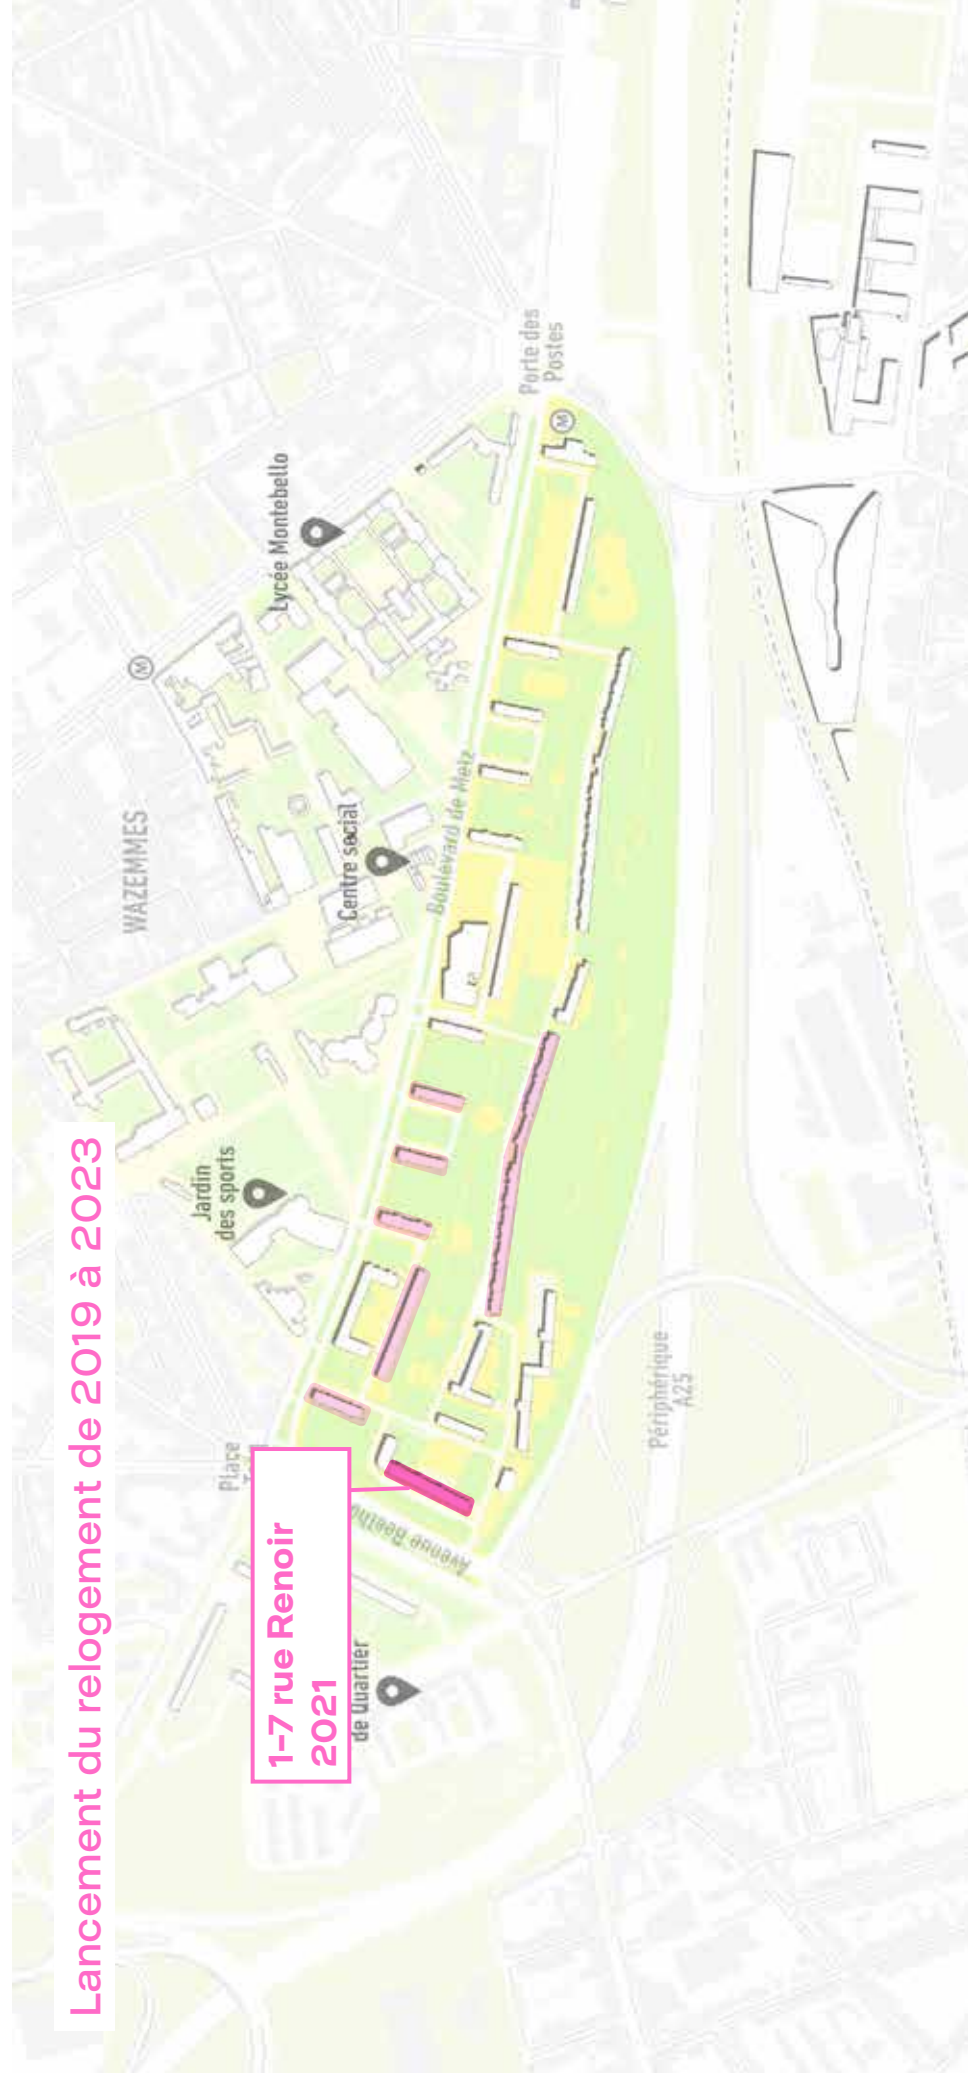 Lancement du relogement de 2019 à 2023
WAZEMMES
Lycée Montebello
Jardin
des sports
Centre social
Boulevard de Metz
Porte des
Postes
M
M
Place
1-7 rue Renoir
2021
Avenue
de Quartier
Périphérique
A25